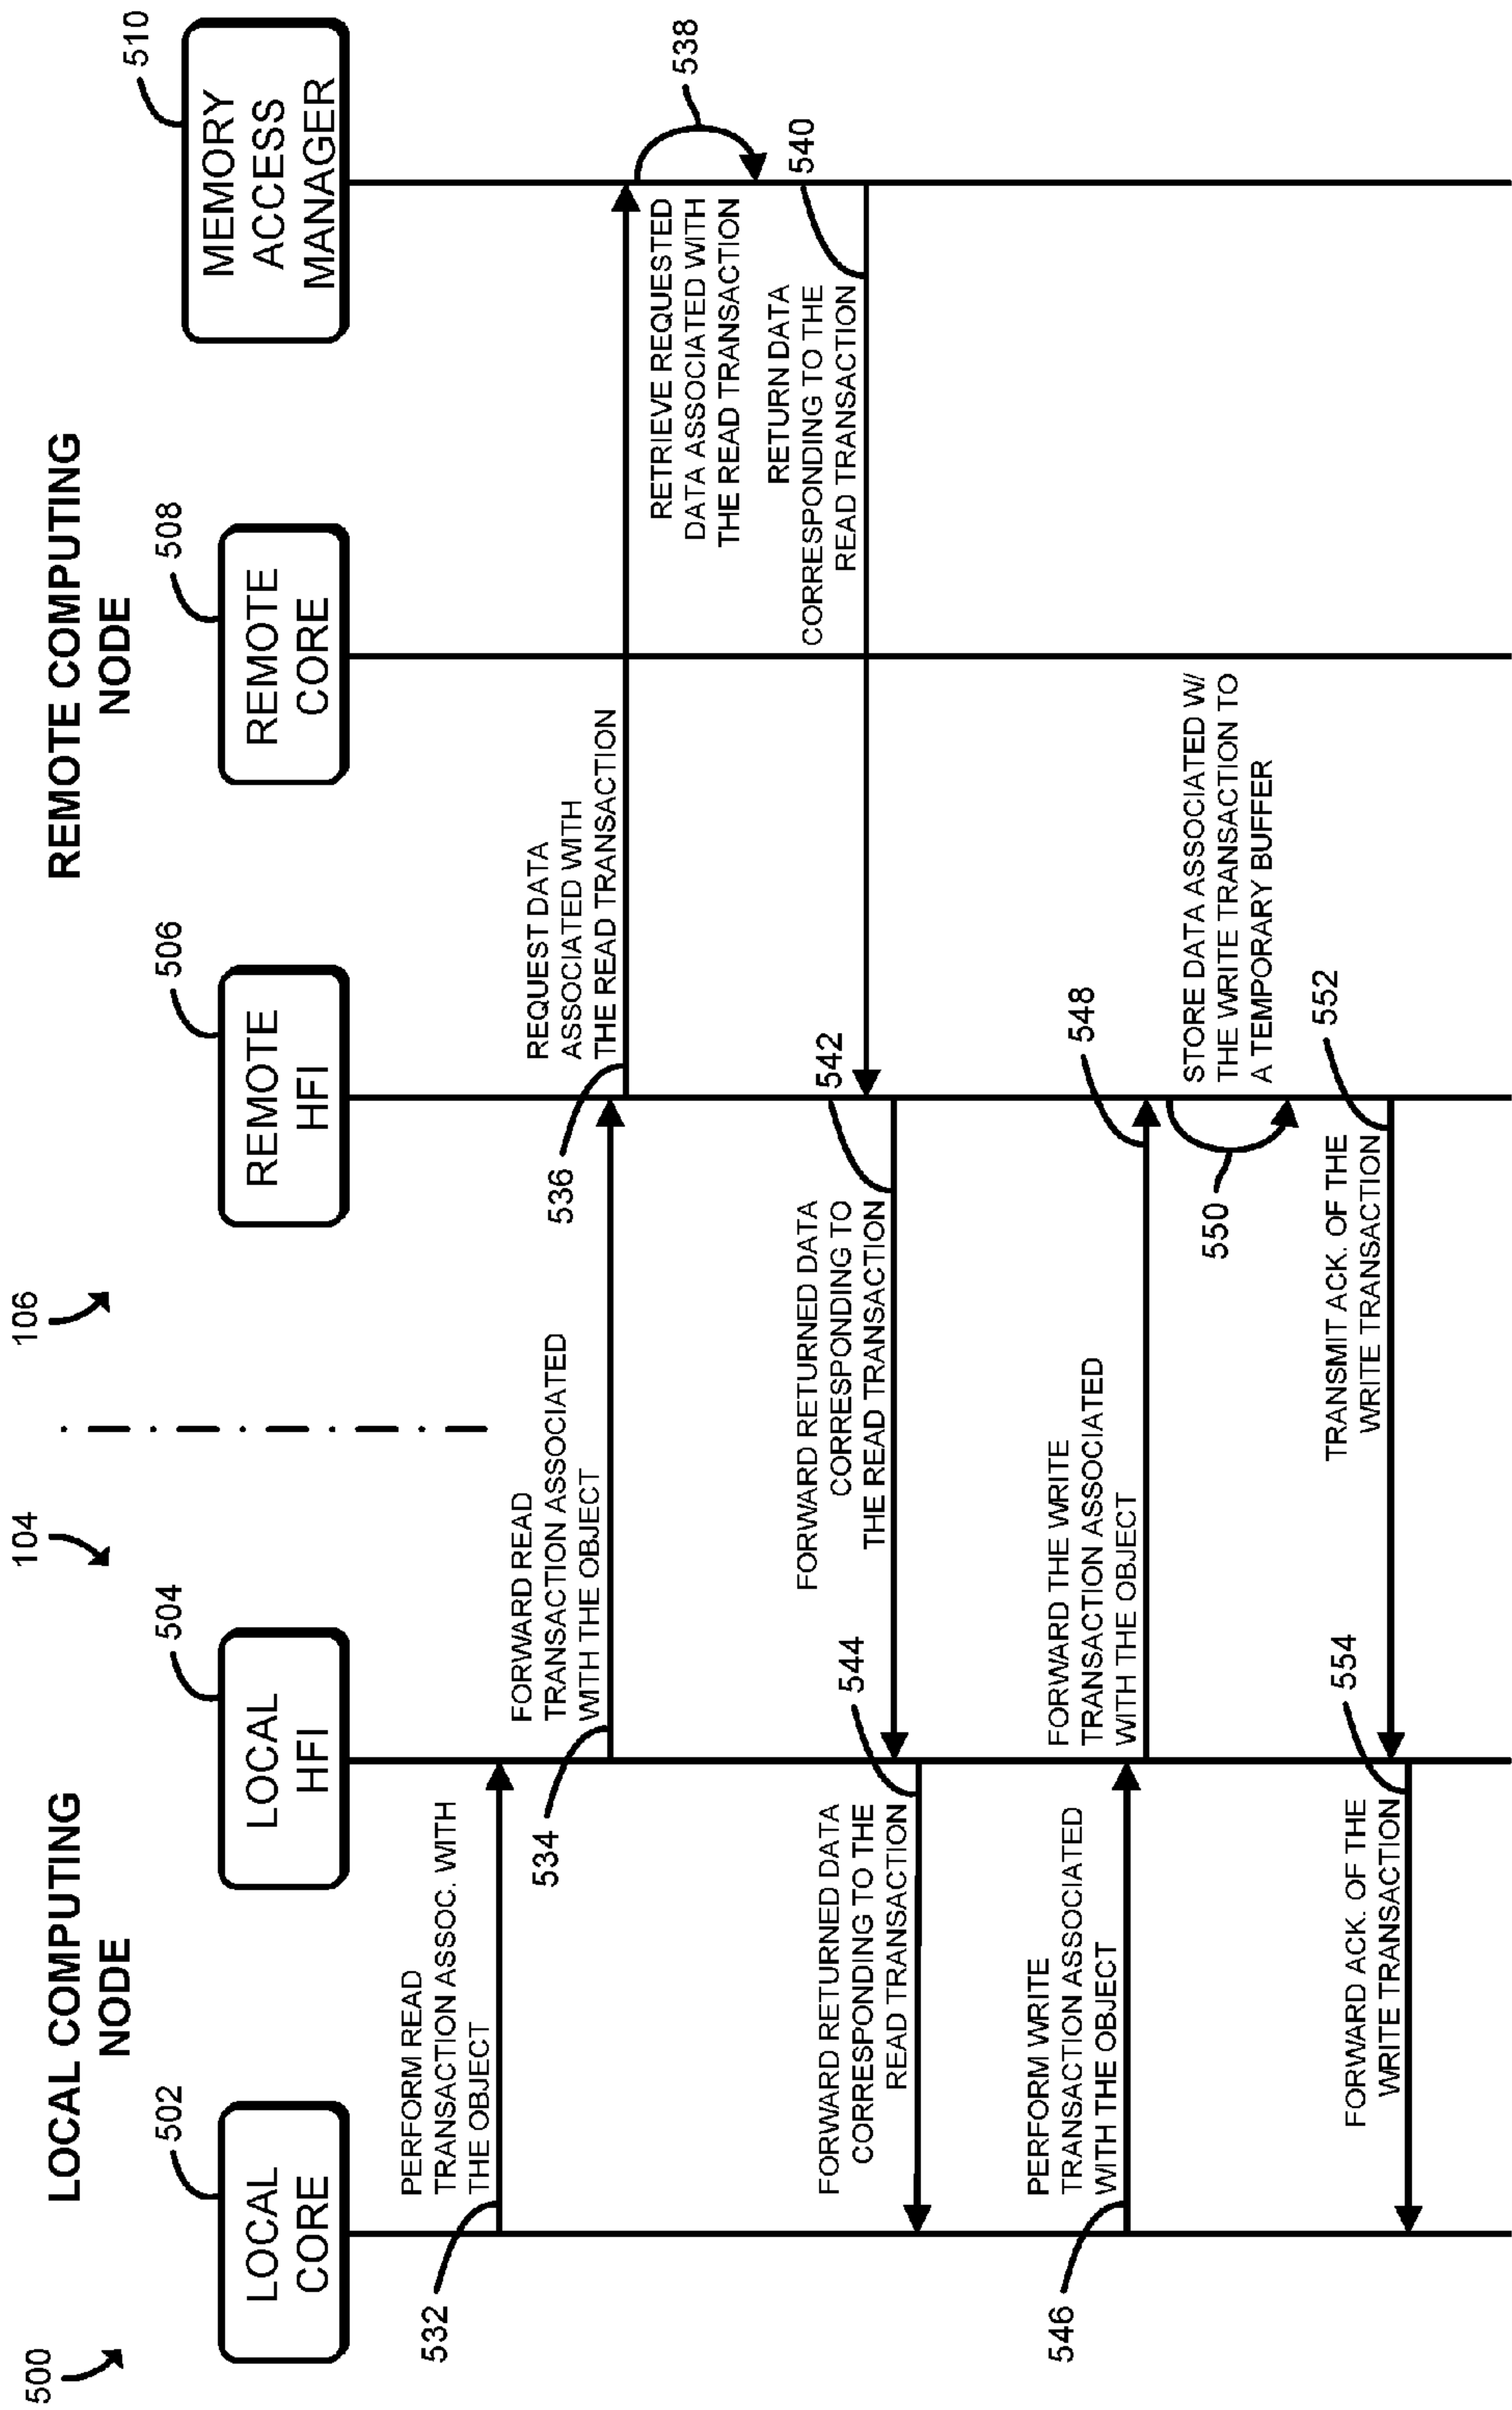 500
104
106
LOCAL COMPUTING
NODE
REMOTE COMPUTING
NODE
502
504
506
508
510
LOCAL
CORE
LOCAL
HFI
REMOTE
HFI
REMOTE
CORE
MEMORY
ACCESS
MANAGER
532
PERFORM READ
TRANSACTION ASSOC. WITH
THE OBJECT
534
FORWARD READ
TRANSACTION ASSOCIATED
WITH THE OBJECT
536
REQUEST DATA
ASSOCIATED WITH
THE READ TRANSACTION
538
RETRIEVE REQUESTED
DATA ASSOCIATED WITH
THE READ TRANSACTION
540
RETURN DATA
CORRESPONDING TO THE
READ TRANSACTION
542
FORWARD RETURNED DATA
CORRESPONDING TO
THE READ TRANSACTION
544
FORWARD RETURNED DATA
CORRESPONDING TO THE
READ TRANSACTION
546
PERFORM WRITE
TRANSACTION ASSOCIATED
WITH THE OBJECT
548
FORWARD THE WRITE
TRANSACTION ASSOCIATED
WITH THE OBJECT
550
STORE DATA ASSOCIATED W/
THE WRITE TRANSACTION TO
A TEMPORARY BUFFER
552
TRANSMIT ACK. OF THE
WRITE TRANSACTION
554
FORWARD ACK. OF THE
WRITE TRANSACTION